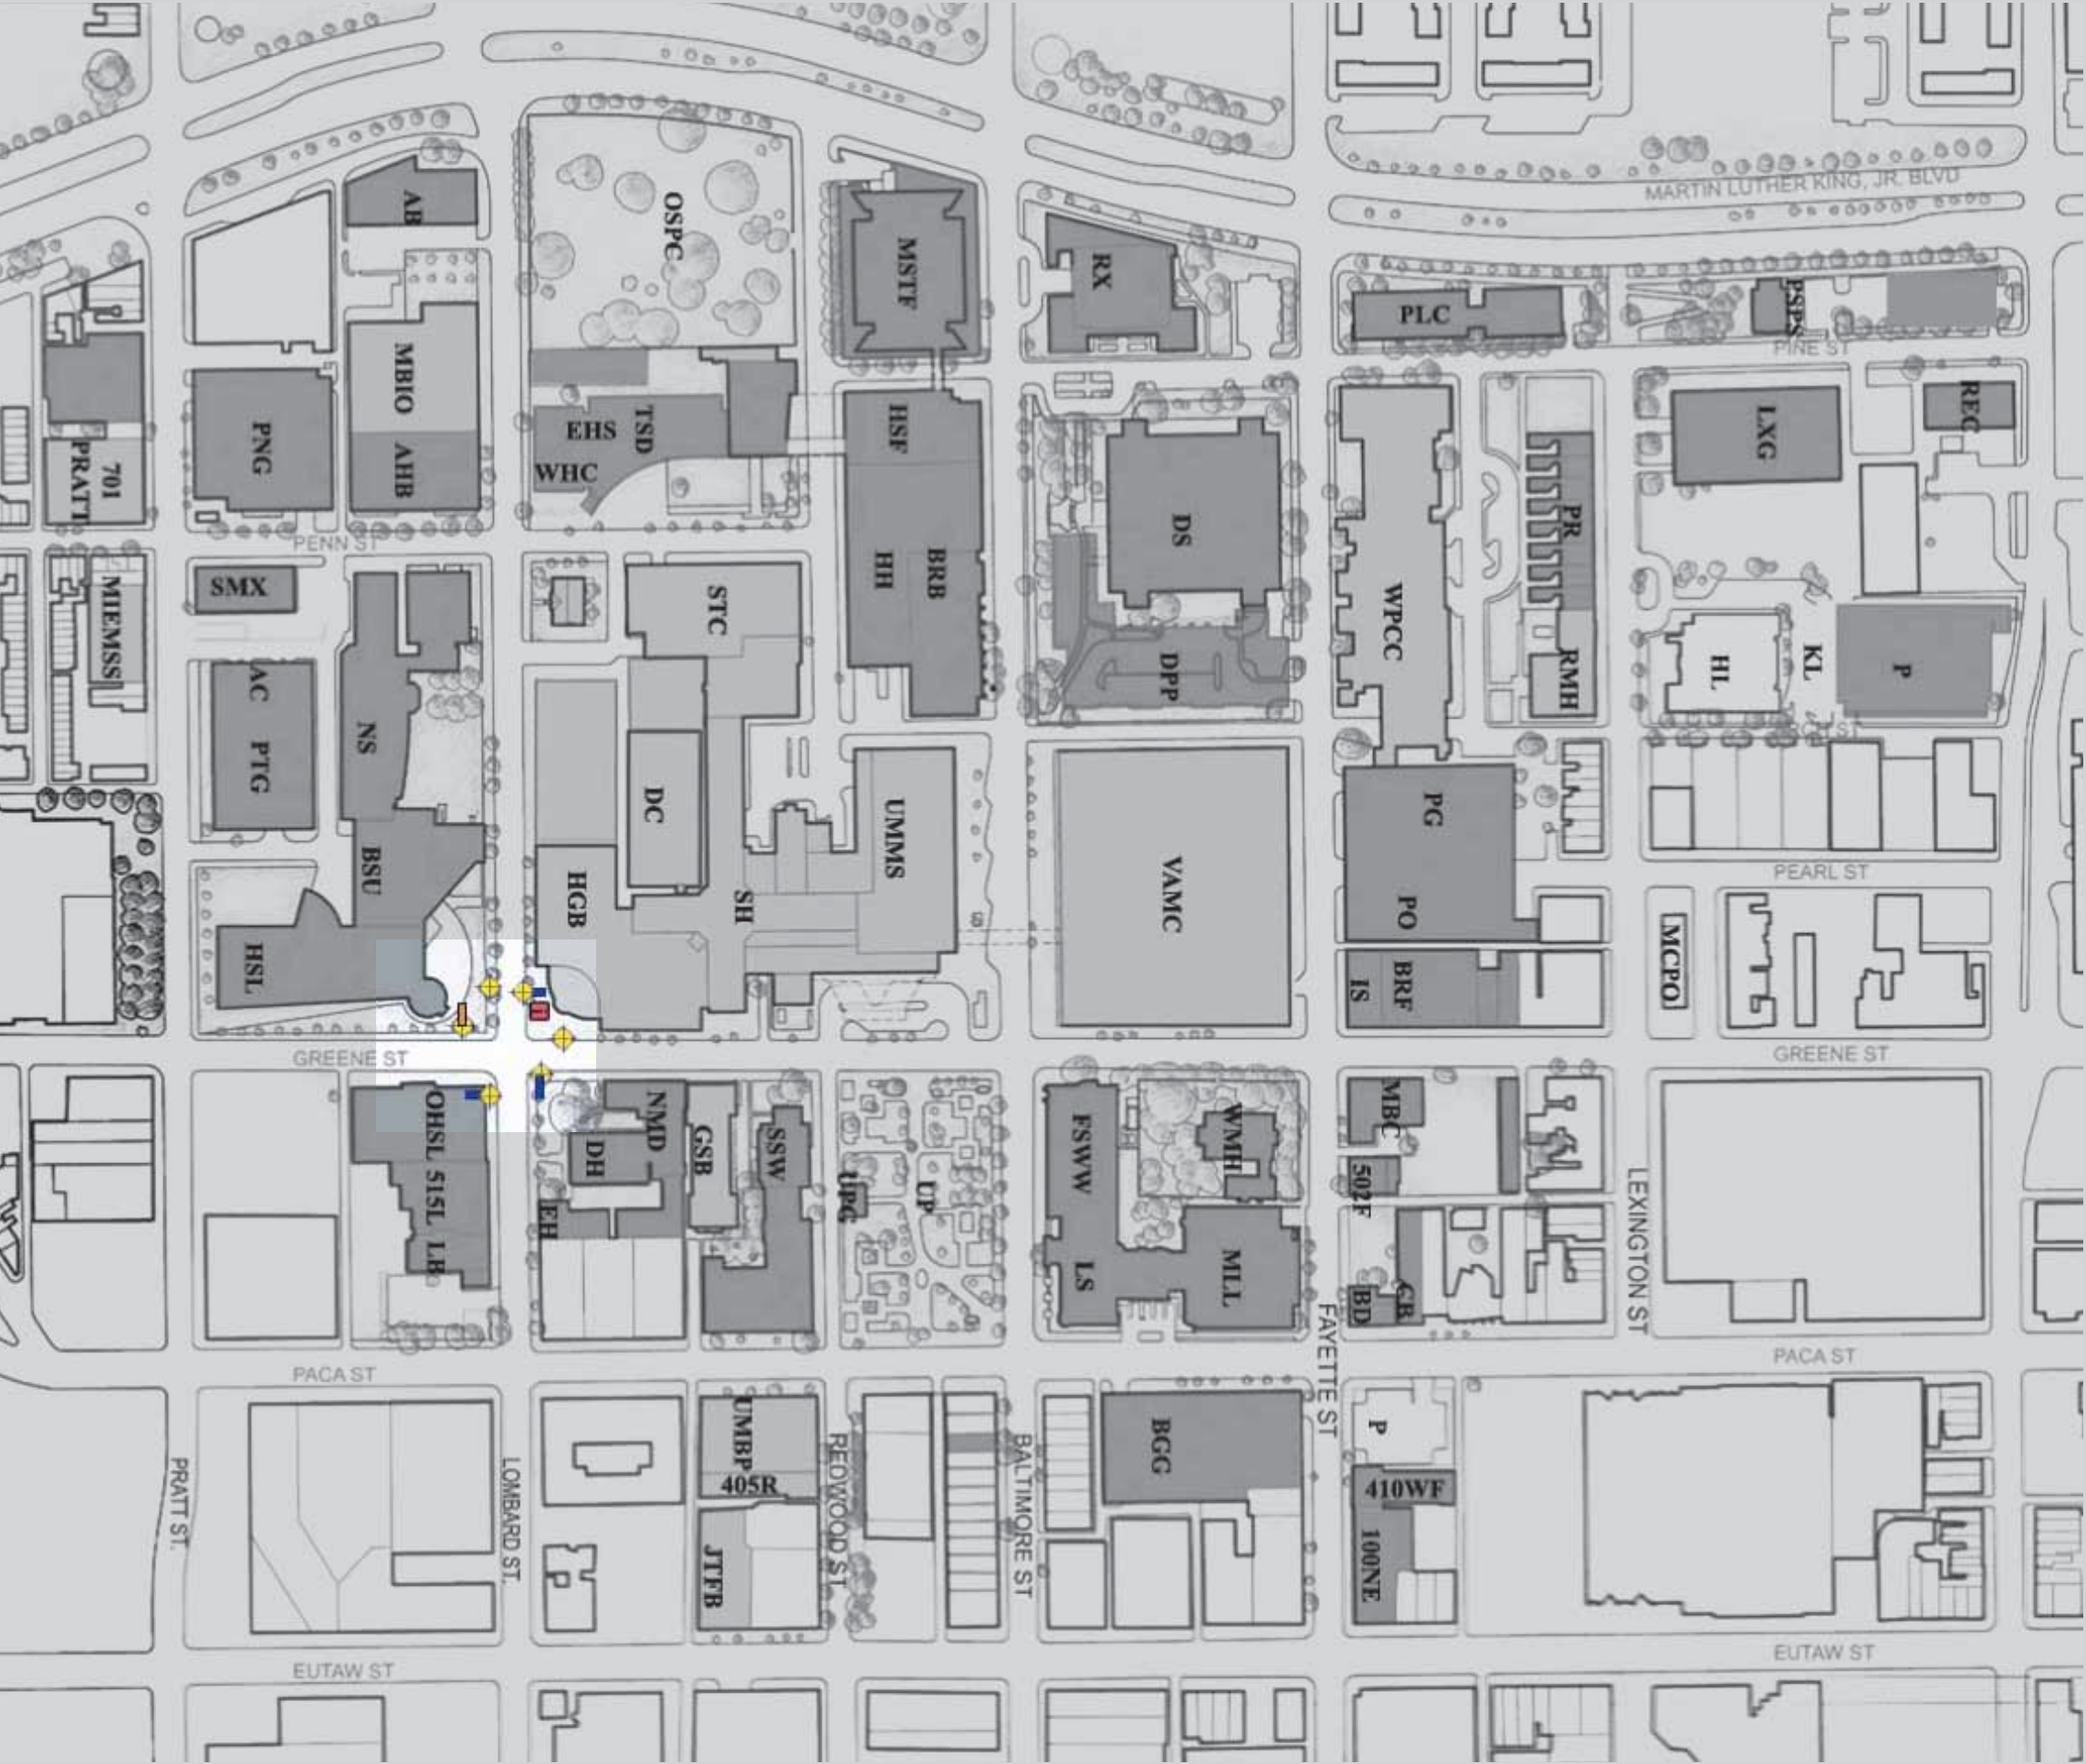 AB
OSPC
MARTIN LUTHER KING, JR. BLVD
MSTF
RX
PLC
PSPS
PINE ST
MBIO
REC
PNG
EHS
TSD
HSF
LXG
701
PRATT
AHB
WHC
PENN ST
DS
PR
SMX
MIEMSS
STC
HH
BRB
WPCC
AC
NS
DPP
RMH
HL
KL
P
PTG
DC
UMMS
PG
BSU
HGB
SH
VAMC
PEARL ST
PO
HSL
IS
BRF
MCPO
GREENE ST
GREENE ST
OHSL
515L
LB
NMD
DH
GSB
SSW
EH
UPG
UP
FSWW
WMH
LS
MLL
MBC
502F
BD
GB
LEXINGTON ST
FAYETTE ST
PACA ST
PACA ST
UMBP
405R
BGG
P
410WF
PRATT ST.
LOMBARD ST.
REDWOOD ST
BALTIMORE ST
JTFB
100NE
EUTAW ST
EUTAW ST